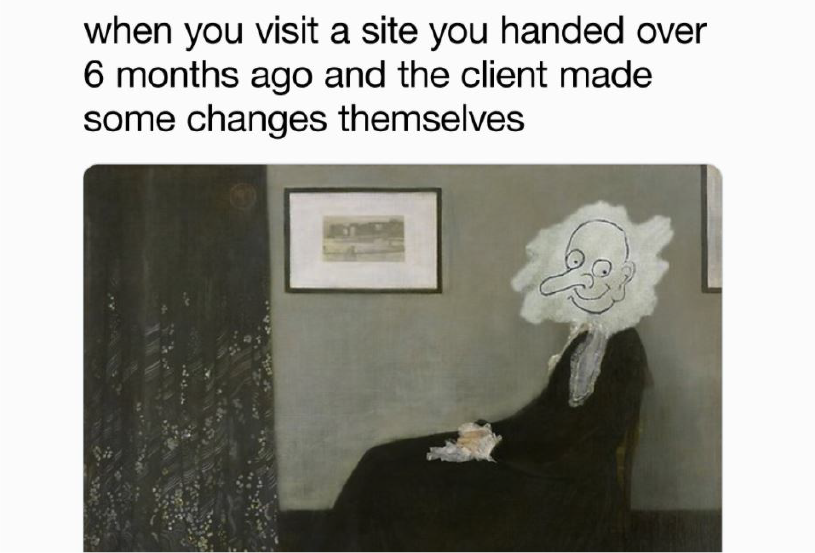 when you visit a site you handed over
6 months ago and the client made
some changes themselves